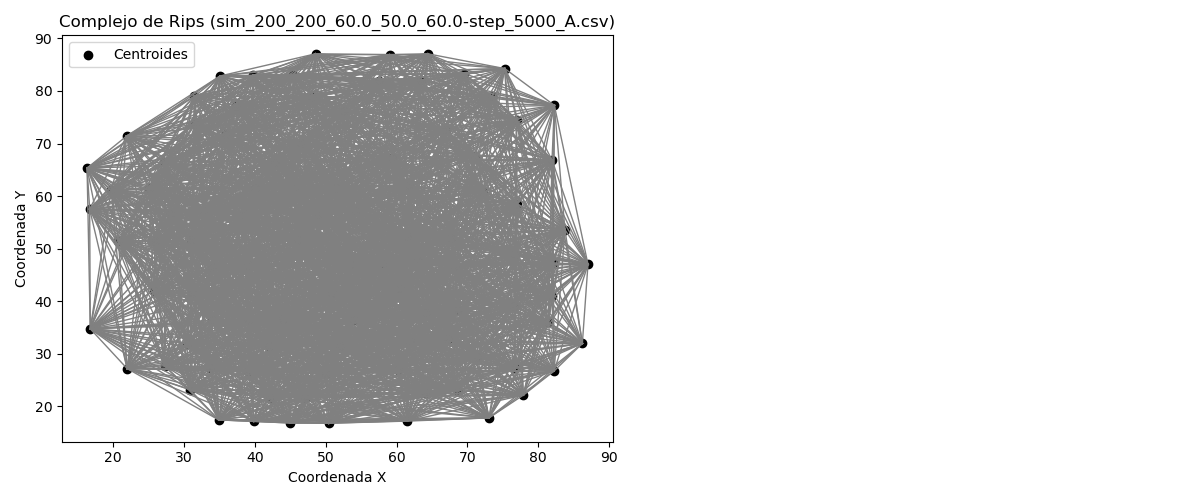 Complejo de Rips (sim_200_200_60.0_50.0_60.0-step_5000_A.csv)
Centroides
90
80
70
60
50
40
30
20
Coordenada Y
20 30 40 50 60 70 80 90
Coordenada X